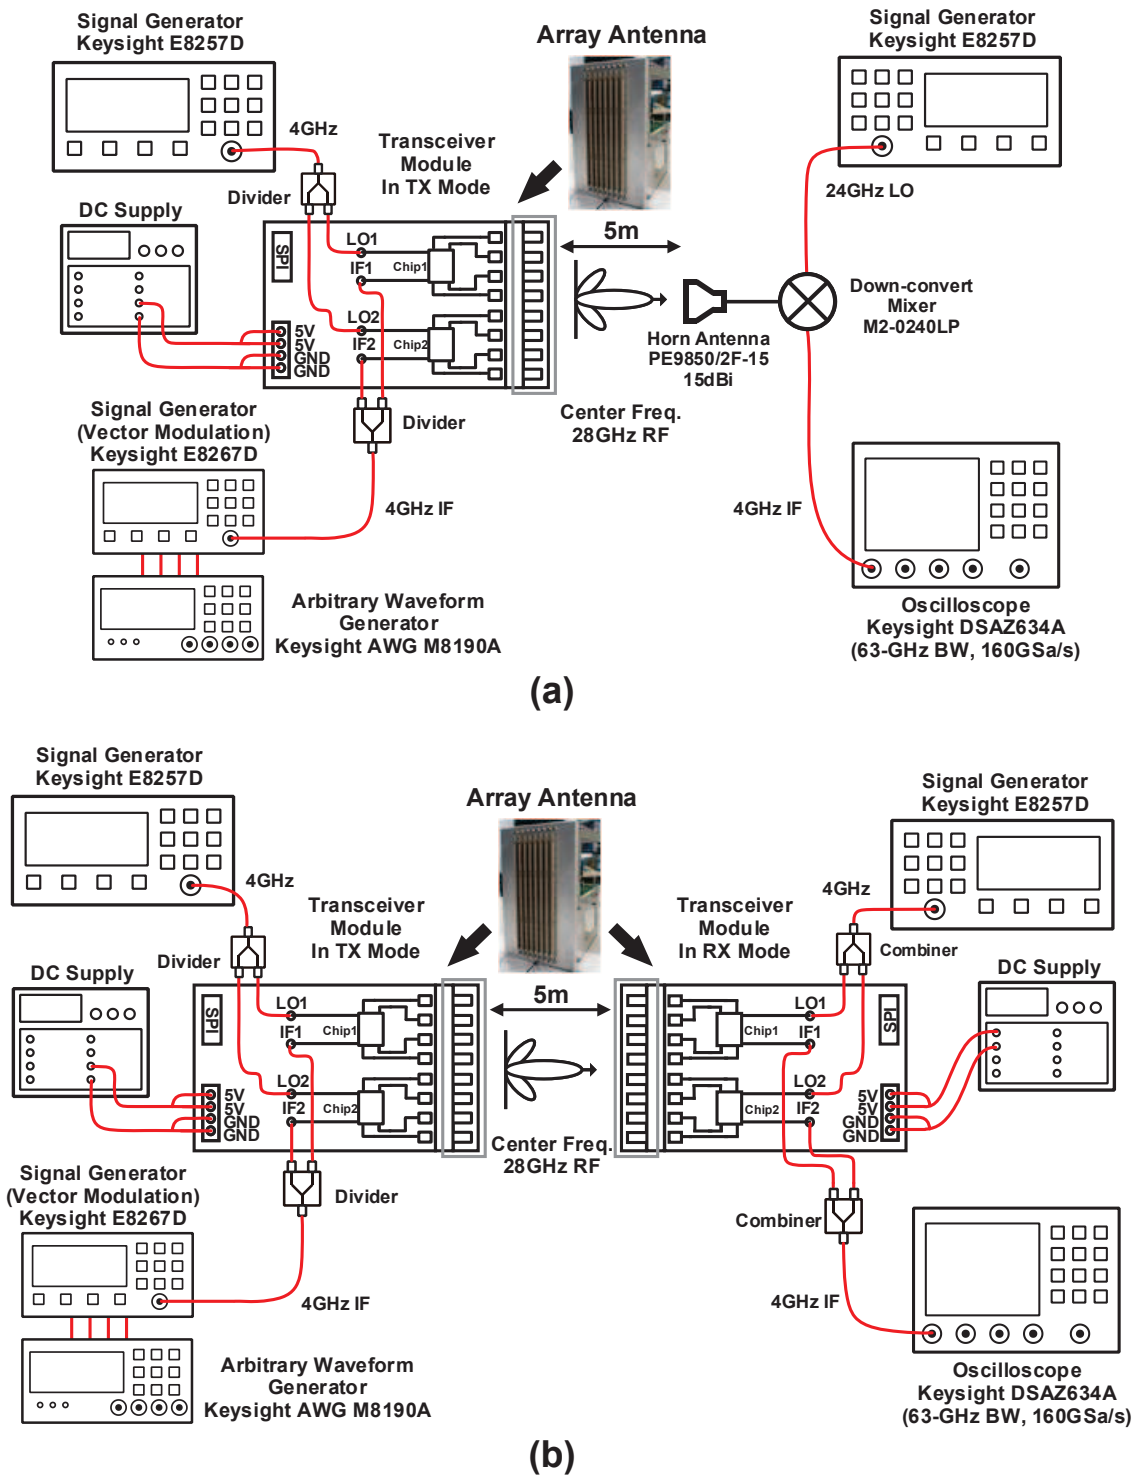 Signal Generator
Keysight E8257D
4GHz
Divider
DC Supply
Transceiver
Module
In TX Mode
Array Antenna
Signal Generator
Keysight E8257D
24GHz LO
SPI
LO1
IF1
Chip1
LO2
IF2
Chip2
5V
5V
GND
GND
5m
Horn Antenna
PE9850/2F-15
15dBi
Down-convert
Mixer
M2-0240LP
Center Freq.
28GHz RF
Divider
Signal Generator
(Vector Modulation)
Keysight E8267D
4GHz IF
4GHz IF
Arbitrary Waveform
Generator
Keysight AWG M8190A
Oscilloscope
Keysight DSAZ634A
(63-GHz BW, 160GSa/s)
(a)
Signal Generator
Keysight E8257D
4GHz
Divider
DC Supply
Transceiver
Module
In TX Mode
Array Antenna
Transceiver
Module
In RX Mode
Signal Generator
Keysight E8257D
4GHz
Combiner
DC Supply
SPI
LO1
IF1
Chip1
LO2
IF2
Chip2
5V
5V
GND
GND
5m
Center Freq.
28GHz RF
LO1
IF1
Chip1
LO2
IF2
Chip2
SPI
5V
5V
GND
GND
Signal Generator
(Vector Modulation)
Keysight E8267D
Divider
4GHz IF
Combiner
4GHz IF
Arbitrary Waveform
Generator
Keysight AWG M8190A
Oscilloscope
Keysight DSAZ634A
(63-GHz BW, 160GSa/s)
(b)